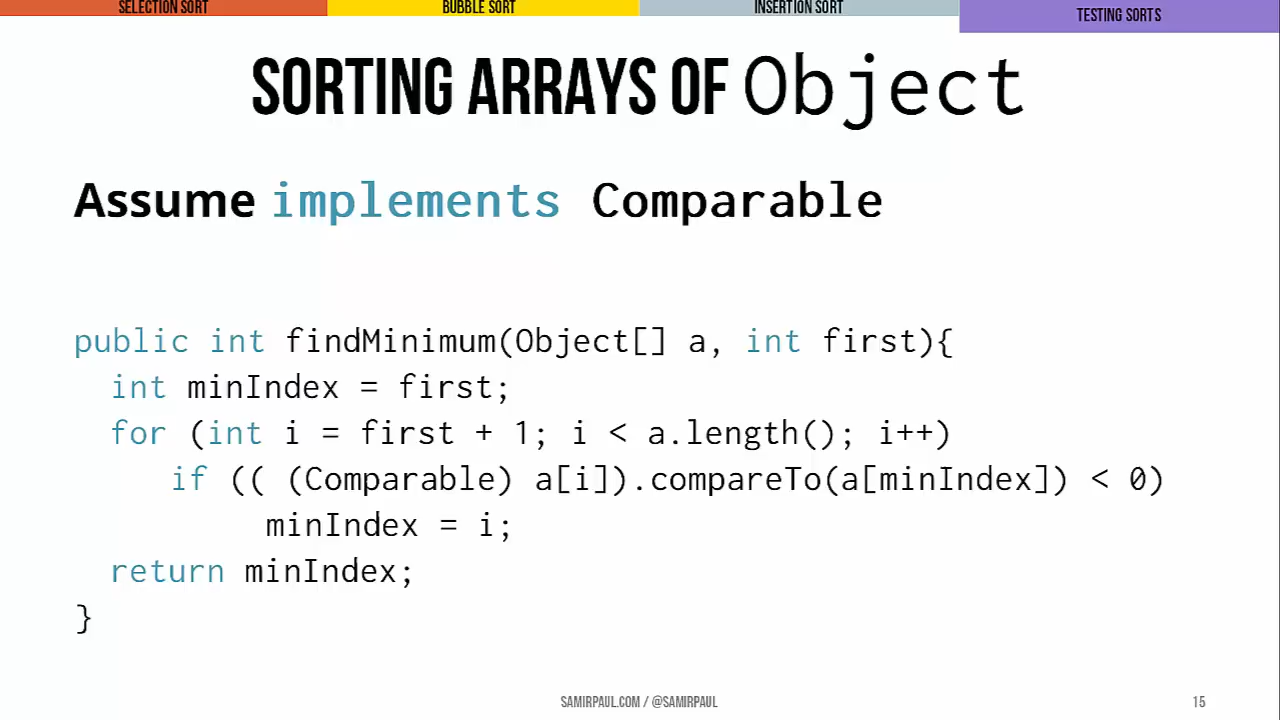 SELECTION SORT
BUBBLE SORT
INSERTION SORT
TESTING SORTS
SORTING ARRAYS OF Object
Assume implements Comparable
public int findMinimum(Object[] a, int first){
int minIndex = first;
for (int i = first + 1; i < a.length(); i++)
if (( (Comparable) a[i]).compareTo(a[minIndex]) < 0)
minIndex = i;
return minIndex;
}
SAMIRPAUL.COM / @SAMIRPAUL
15